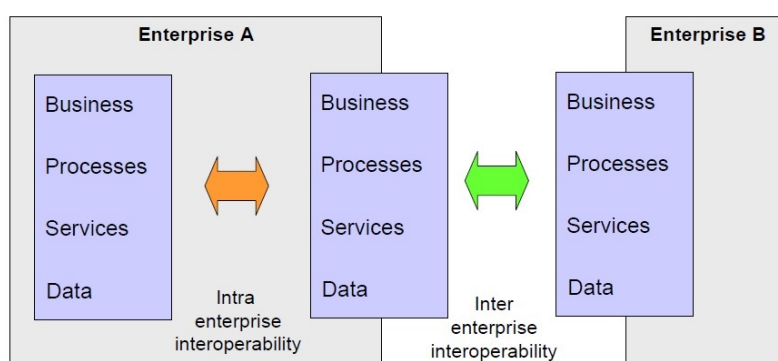 Enterprise A
Enterprise B
Business
Processes
Services
Data
Intra
enterprise
interoperability
Business
Processes
Services
Data
Inter
enterprise
interoperability
Business
Processes
Services
Data